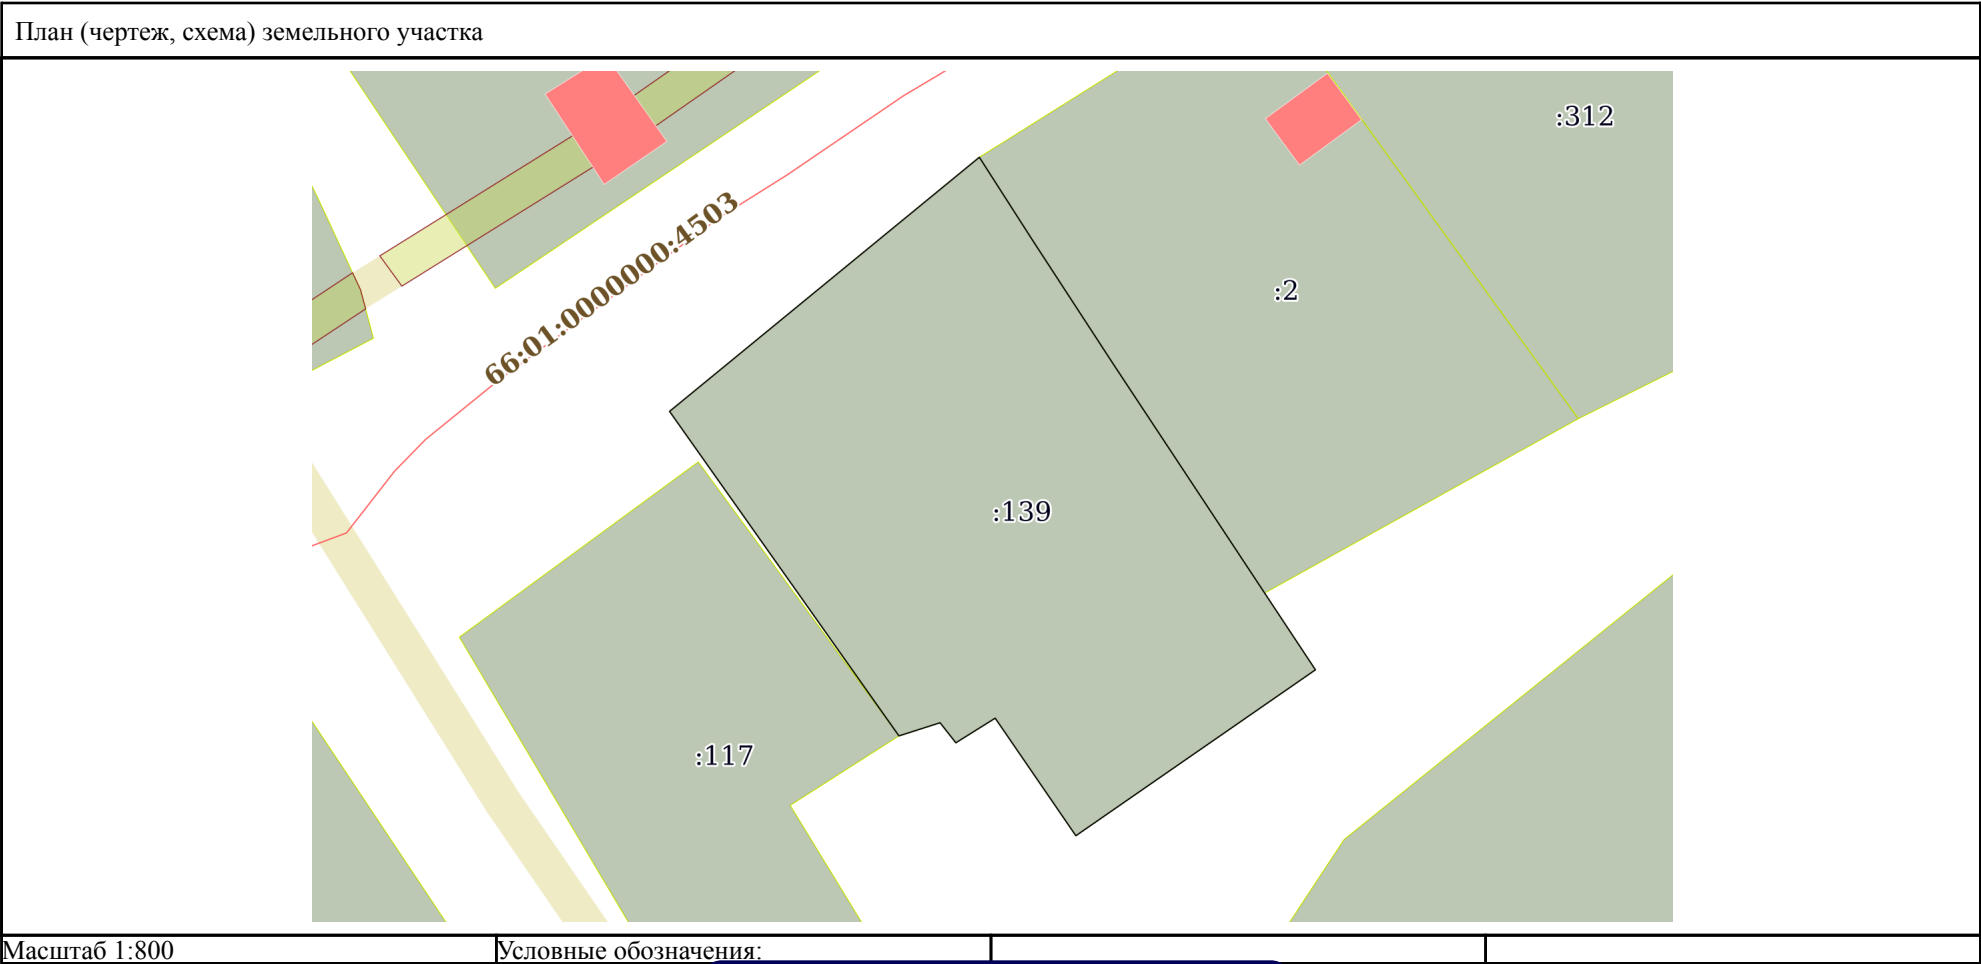 План (чертеж, схема) земельного участка
:312
66:01:0000000:4503
:2
:139
:117
Масштаб 1:800
Условные обозначения: